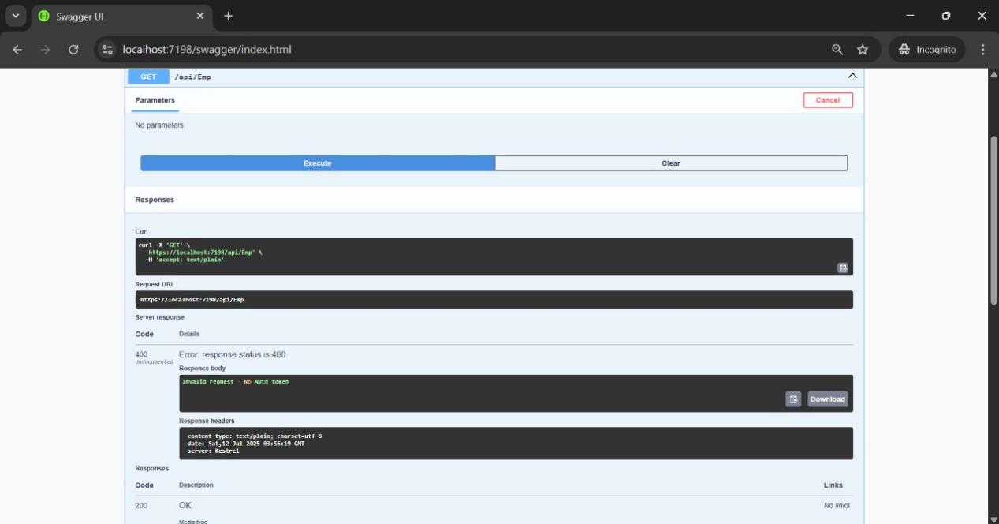 Swagger UI
localhost:7198/swagger/index.html
Incognito
GET /api/Emp
Parameters
Cancel
No parameters
Execute
Clear
Responses
Curl
curl -X 'GET' \
'https://localhost:7198/api/Emp' \
-H 'accept: text/plain'
Request URL
https://localhost:7198/api/Emp
Server response
Code Details
400 Error: response status is 400
Undocumented
Response body
Invalid request - No Auth token
Download
Response headers
content-type: text/plain; charset=utf-8
date: Sat,12 Jul 2025 03:56:19 GMT
server: Kestrel
Responses
Code Description Links
200 OK No links
Media type